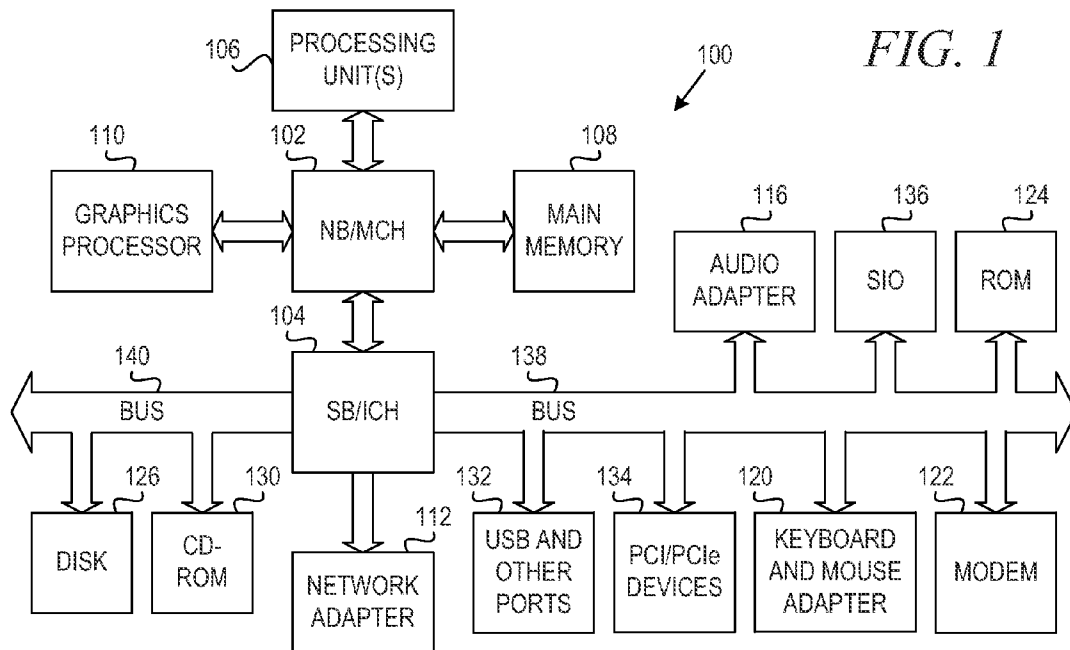 FIG. 1
100
106
PROCESSING
UNIT(S)
110
GRAPHICS
PROCESSOR
102
NB/MCH
108
MAIN
MEMORY
116
AUDIO
ADAPTER
136
SIO
124
ROM
104
SB/ICH
140
BUS
138
BUS
126
DISK
130
CD-
ROM
112
NETWORK
ADAPTER
132
USB AND
OTHER
PORTS
134
PCI/PCIe
DEVICES
120
KEYBOARD
AND MOUSE
ADAPTER
122
MODEM